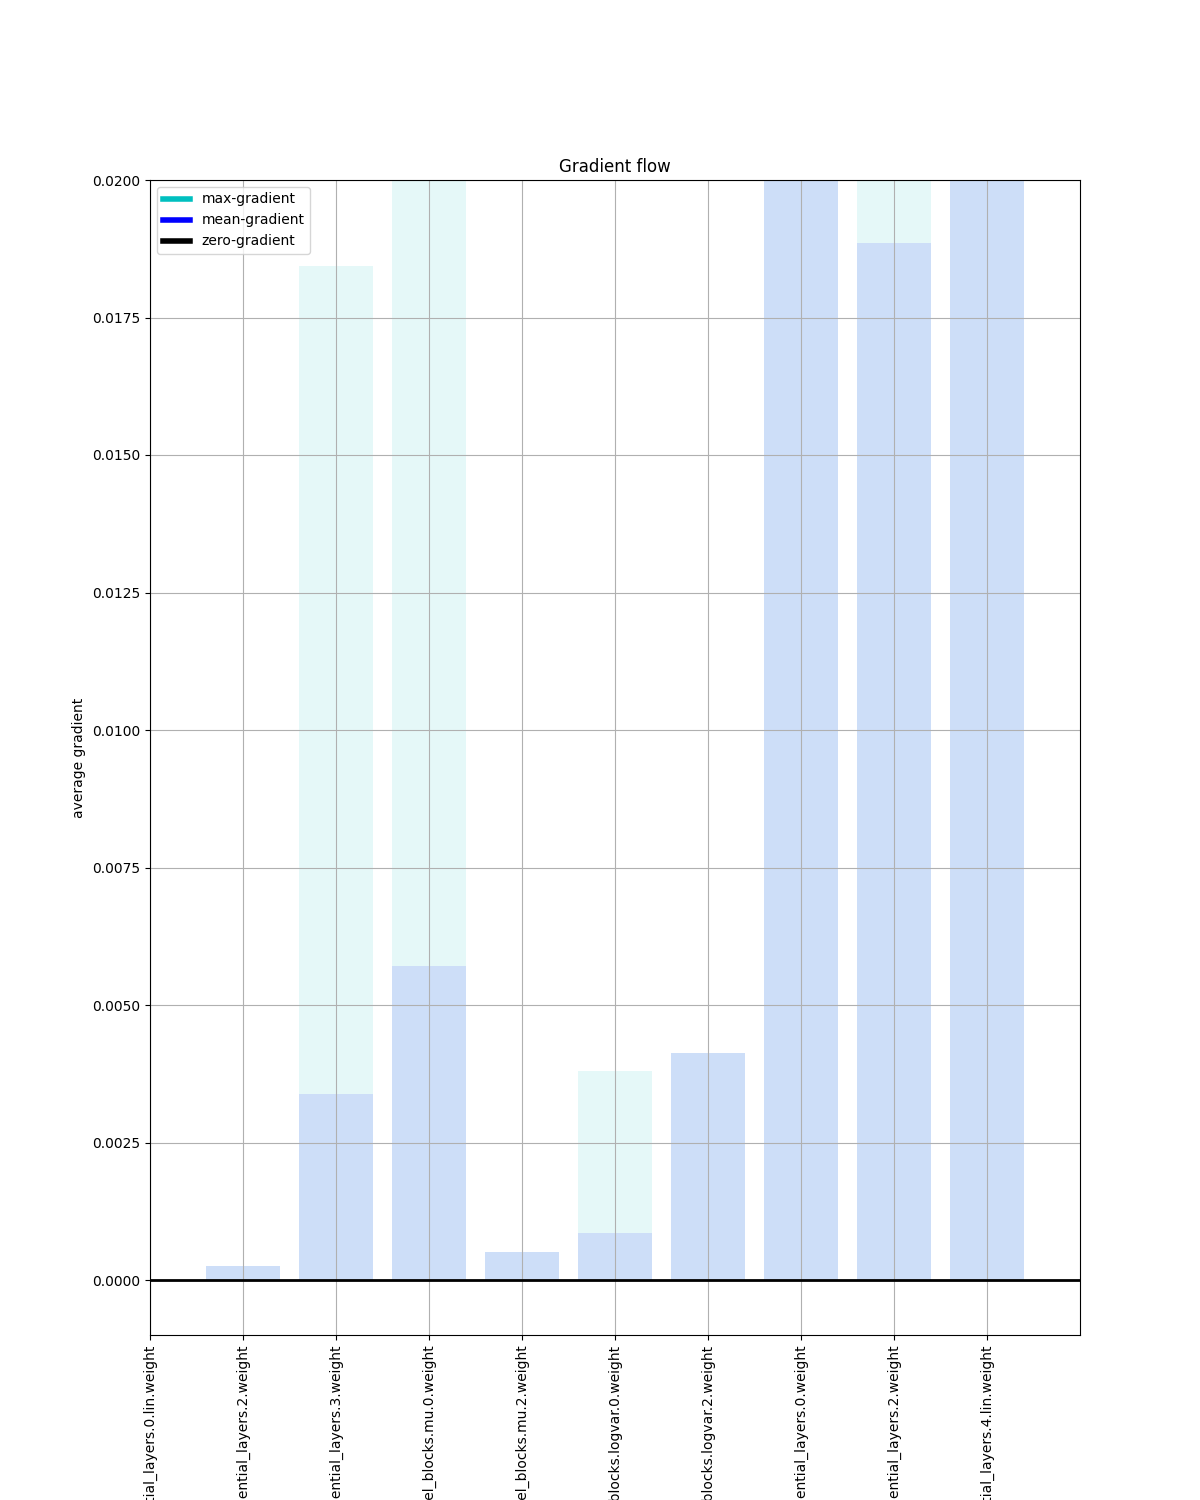 Gradient flow
max-gradient
mean-gradient
zero-gradient
0.0200
0.0175
0.0150
0.0125
0.0100
0.0075
0.0050
0.0025
0.0000
average gradient
tial_layers.0.lin.weight
ential_layers.2.weight
ential_layers.3.weight
el_blocks.mu.0.weight
el_blocks.mu.2.weight
blocks.logvar.0.weight
blocks.logvar.2.weight
ential_layers.0.weight
ential_layers.2.weight
tial_layers.4.lin.weight